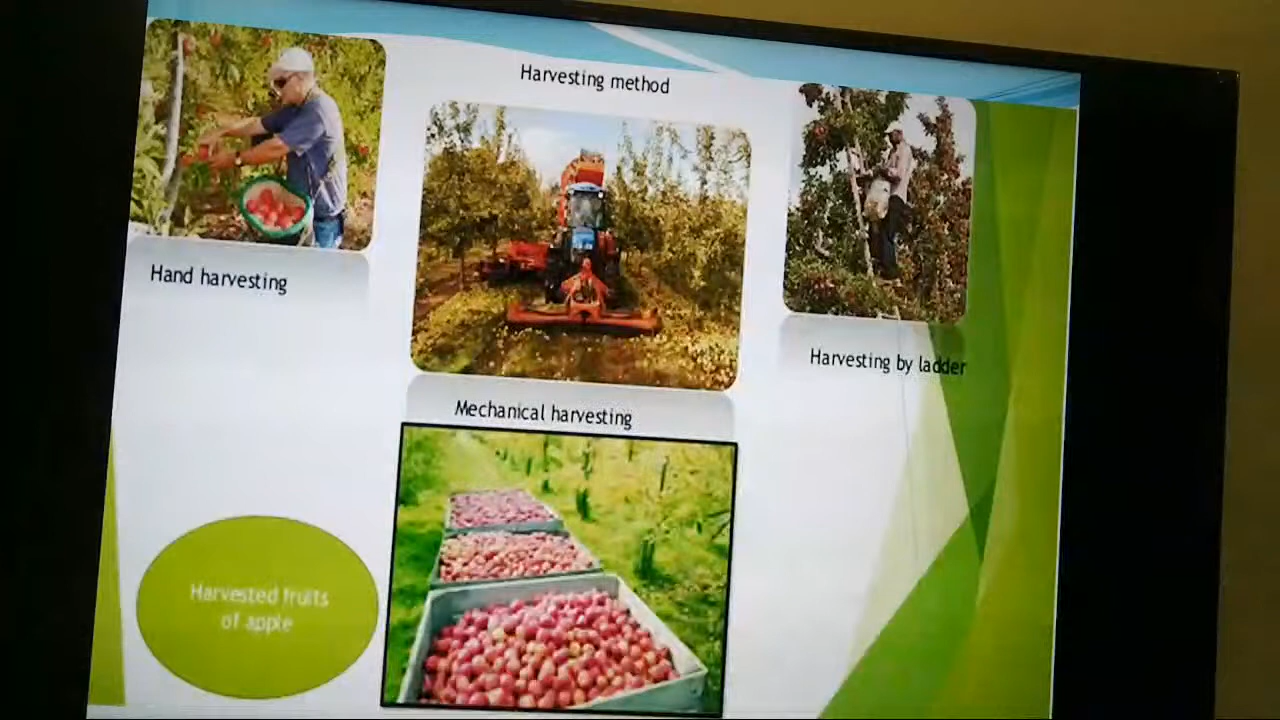 Harvesting method
Hand harvesting
Harvesting by ladder
Mechanical harvesting
Harvested fruits
of apple